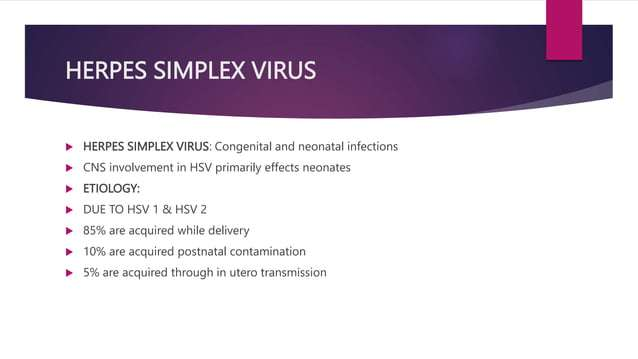 HERPES SIMPLEX VIRUS
HERPES SIMPLEX VIRUS: Congenital and neonatal infections
CNS involvement in HSV primarily effects neonates
ETIOLOGY:
DUE TO HSV 1 & HSV 2
85% are acquired while delivery
10% are acquired postnatal contamination
5% are acquired through in utero transmission